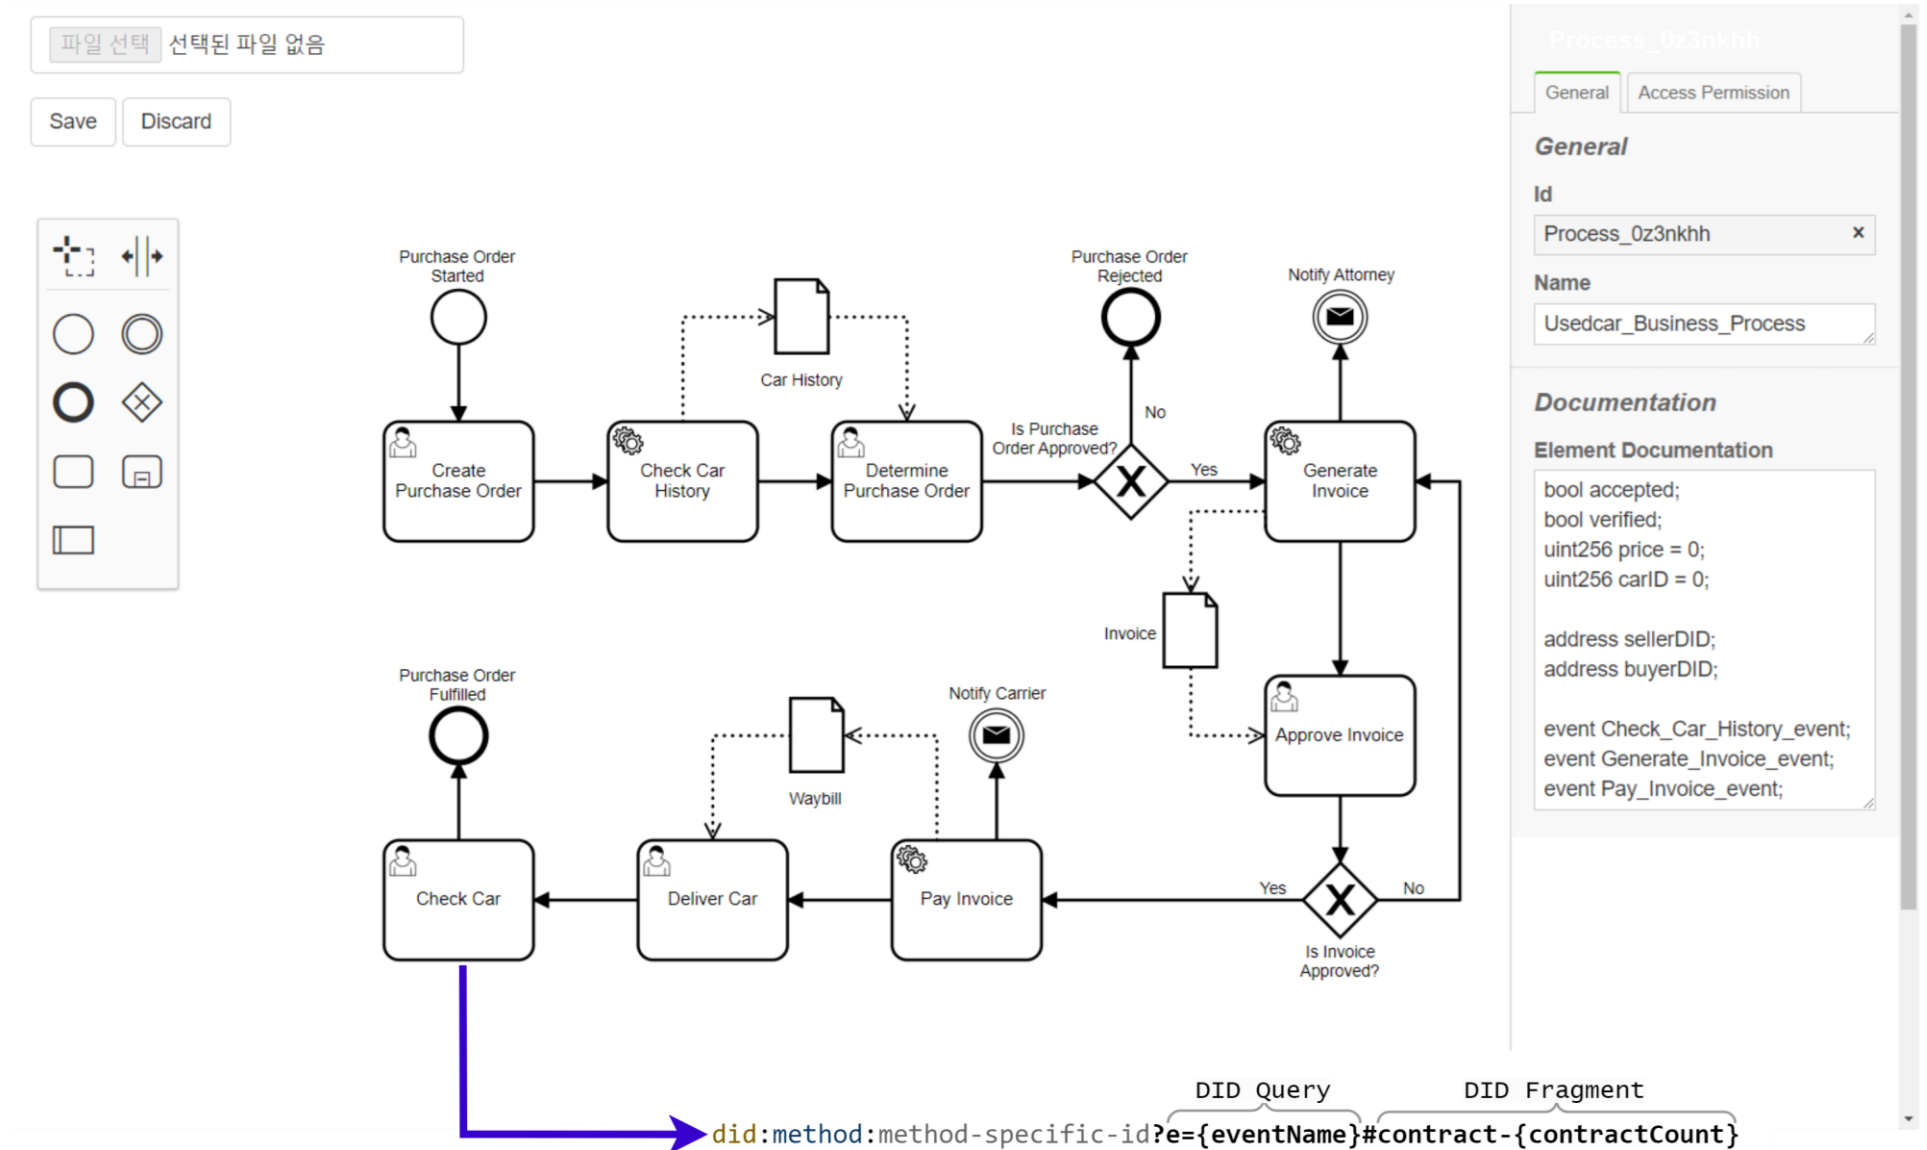 파일 선택 선택된 파일 없음
Save Discard
Purchase Order
Started
Car History
Purchase Order
Rejected
Notify Attorney
Create
Purchase Order
Check Car
History
Determine
Purchase Order
Is Purchase
Order Approved?
No
Yes
Generate
Invoice
Invoice
Approve Invoice
Purchase Order
Fulfilled
Waybill
Notify Carrier
Check Car
Deliver Car
Pay Invoice
Yes
No
Is Invoice
Approved?
Process_0z3nkhh
General Access Permission
General
Id
Process_0z3nkhh ×
Name
Usedcar_Business_Process
Documentation
Element Documentation
bool accepted;
bool verified;
uint256 price = 0;
uint256 carID = 0;
address sellerDID;
address buyerDID;
event Check_Car_History_event;
event Generate_Invoice_event;
event Pay_Invoice_event;
DID Query DID Fragment
did:method:method-specific-id?e={eventName}#contract-{contractCount}